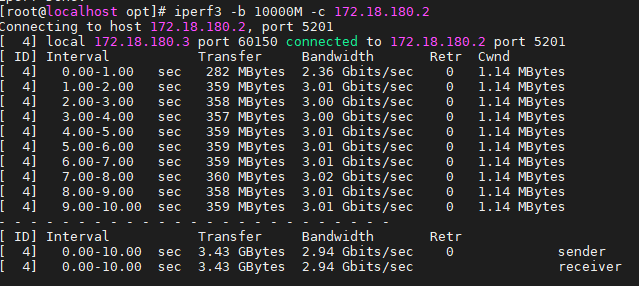 [root@localhost opt]# iperf3 -b 10000M -c 172.18.180.2
Connecting to host 172.18.180.2, port 5201
[  4] local 172.18.180.3 port 60150 connected to 172.18.180.2 port 5201
[ ID] Interval           Transfer     Bandwidth       Retr  Cwnd
[  4]   0.00-1.00   sec   282 MBytes  2.36 Gbits/sec    0   1.14 MBytes
[  4]   1.00-2.00   sec   359 MBytes  3.01 Gbits/sec    0   1.14 MBytes
[  4]   2.00-3.00   sec   358 MBytes  3.00 Gbits/sec    0   1.14 MBytes
[  4]   3.00-4.00   sec   357 MBytes  3.00 Gbits/sec    0   1.14 MBytes
[  4]   4.00-5.00   sec   359 MBytes  3.01 Gbits/sec    0   1.14 MBytes
[  4]   5.00-6.00   sec   359 MBytes  3.01 Gbits/sec    0   1.14 MBytes
[  4]   6.00-7.00   sec   359 MBytes  3.01 Gbits/sec    0   1.14 MBytes
[  4]   7.00-8.00   sec   360 MBytes  3.02 Gbits/sec    0   1.14 MBytes
[  4]   8.00-9.00   sec   358 MBytes  3.01 Gbits/sec    0   1.14 MBytes
[  4]   9.00-10.00  sec   359 MBytes  3.01 Gbits/sec    0   1.14 MBytes
- - - - - - - - - - - - - - - - - - - - - - - - -
[ ID] Interval           Transfer     Bandwidth       Retr
[  4]   0.00-10.00  sec  3.43 GBytes  2.94 Gbits/sec    0             sender
[  4]   0.00-10.00  sec  3.43 GBytes  2.94 Gbits/sec                  receiver